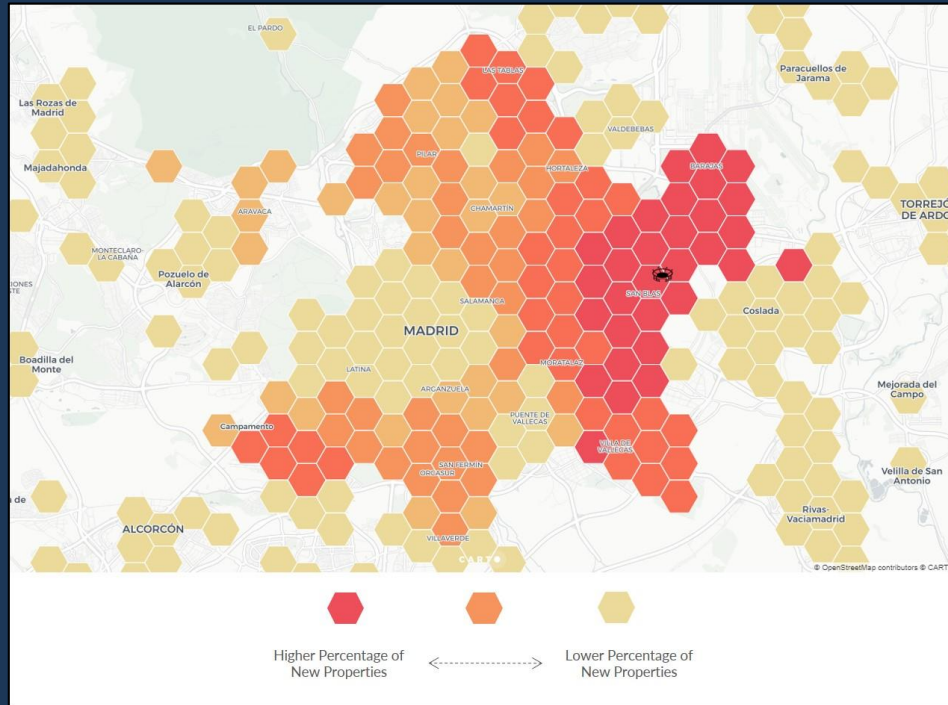 EL PARDO
LAS TABLAS
Paracuellos de
Jarama
Las Rozas de
Madrid
VALDEBEBAS
PILAR
HORTALEZA
BARAJAS
Majadahonda
TORREJÓ
DE ARDO
ARAVACA
CHAMARTÍN
MONTECLARO-
LA CABAÑA
Pozuelo de
Alarcón
CIONES
STE
SALAMANCA
SAN BLAS
Coslada
MADRID
Boadilla del
Monte
LATINA
MORATALAZ
ARGANZUELA
Mejorada del
Campo
PUENTE DE
VALLECAS
Campamento
VILLA DE
VALLECAS
SAN FERMÍN
ORCASUR
Velilla de San
Antonio
a de
ALCORCÓN
Rivas-
Vaciamadrid
VILLAVERDE
CARTO
© OpenStreetMap contributors © CART
Higher Percentage of
New Properties
Lower Percentage of
New Properties